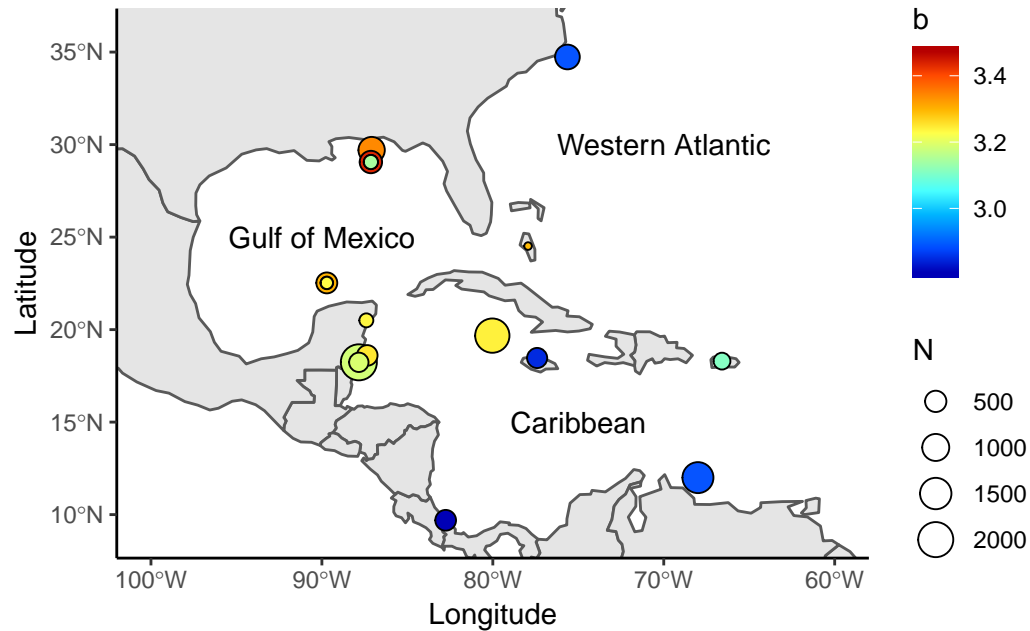 b
35°N
3.4
30°N
Western Atlantic
3.2
3.0
25°N
Gulf of Mexico
Latitude
20°N
N
500
15°N
Caribbean
1000
1500
10°N
2000
100°W
90°W
80°W
70°W
60°W
Longitude